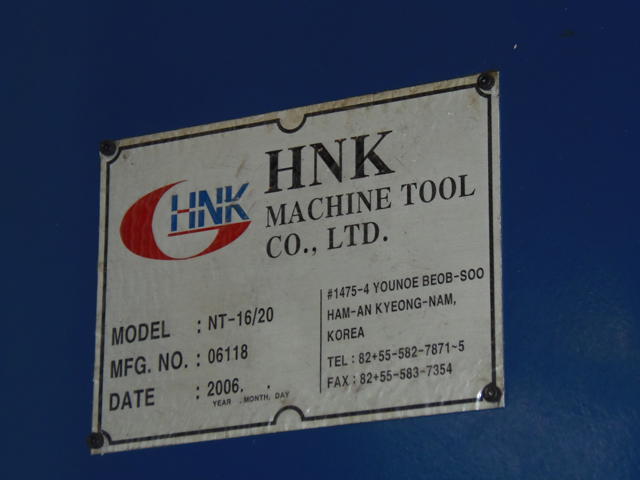 HNK
HNK
MACHINE TOOL
CO., LTD.
MODEL : NT-16/20
MFG. NO. : 06118
DATE : 2006. .
YEAR . MONTH. DAY
#1475-4 YOUNOE BEOB-SOO
HAM-AN KYEONG-NAM,
KOREA
TEL : 82+55-582-7871~5
FAX : 82+55-583-7354